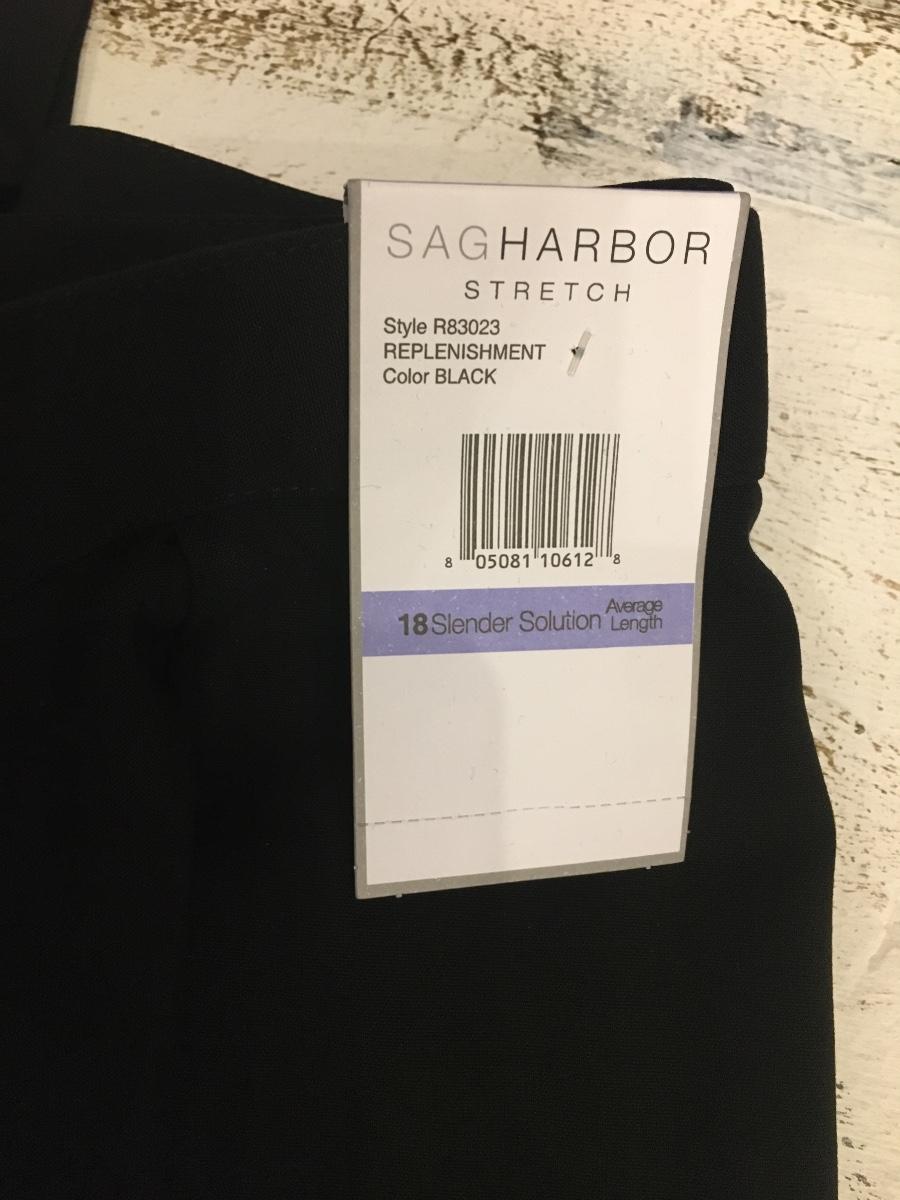 SAGHARBOR
STRETCH
Style R83023
REPLENISHMENT
Color BLACK
8 05081 10612 8
18 Slender Solution Average Length